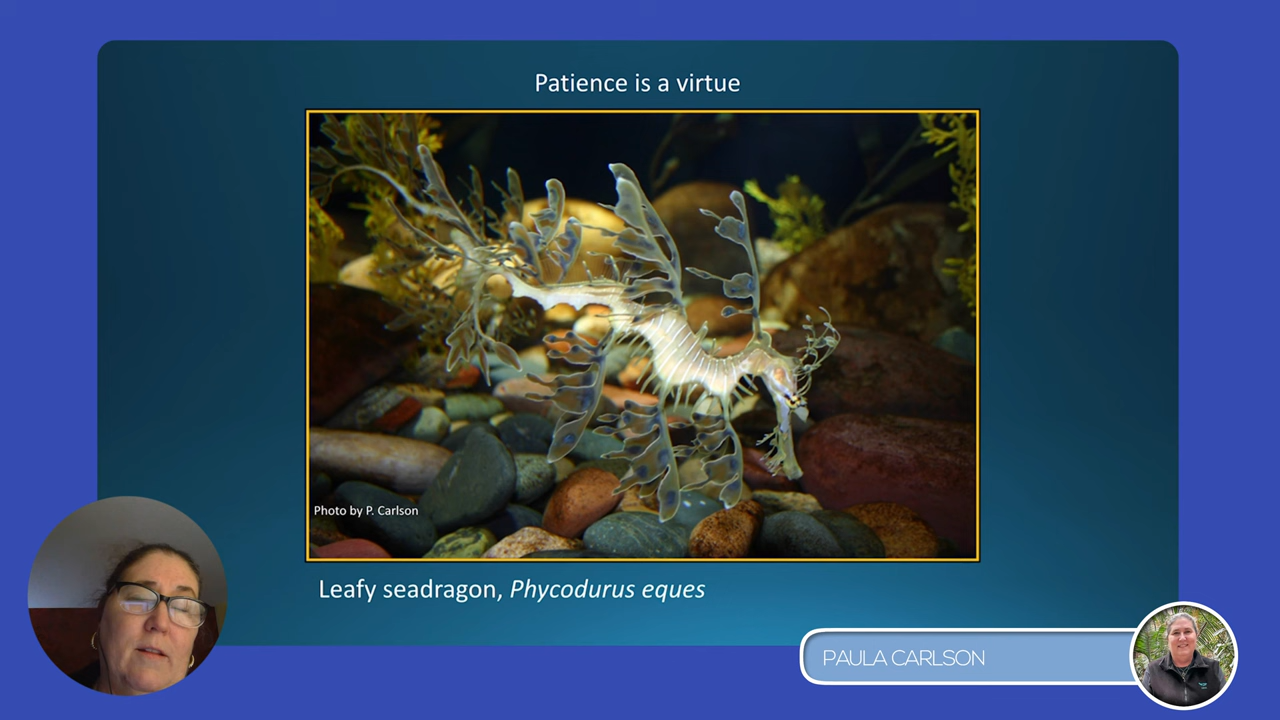 Patience is a virtue
Photo by P. Carlson
Leafy seadragon, Phycodurus eques
PAULA CARLSON